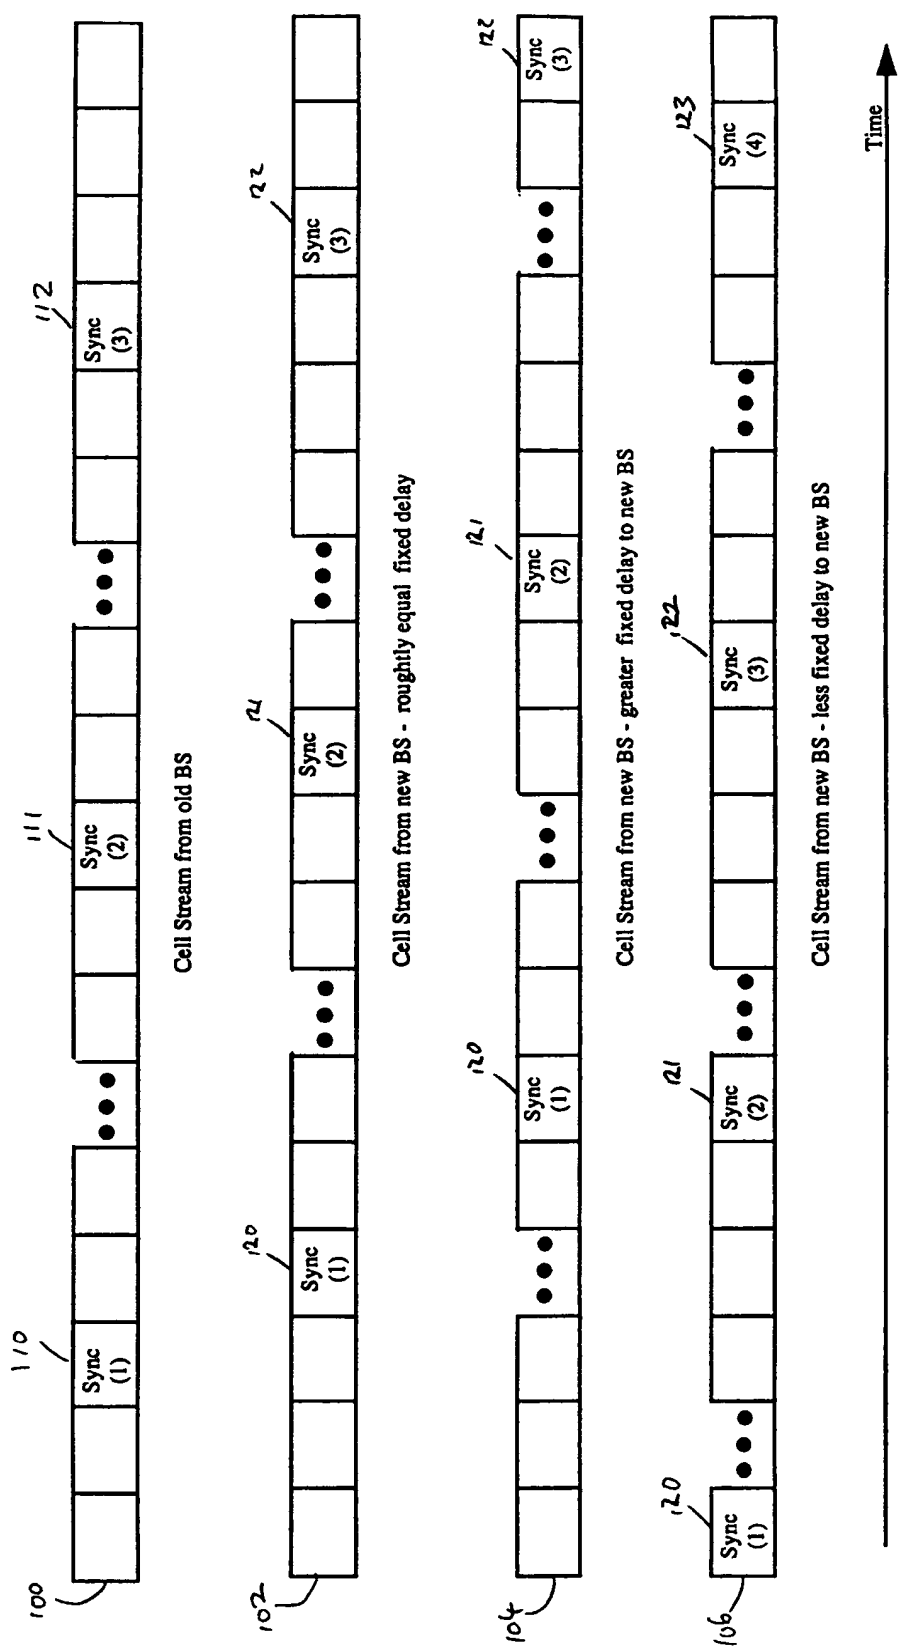 110
111
112
100
Sync
(1)
Sync
(2)
Sync
(3)
Cell Stream from old BS
120
121
122
102
Sync
(1)
Sync
(2)
Sync
(3)
Cell Stream from new BS - roughtly equal fixed delay
120
121
122
104
Sync
(1)
Sync
(2)
Sync
(3)
Cell Stream from new BS - greater fixed delay to new BS
120
121
122
123
106
Sync
(1)
Sync
(2)
Sync
(3)
Sync
(4)
Cell Stream from new BS - less fixed delay to new BS
Time